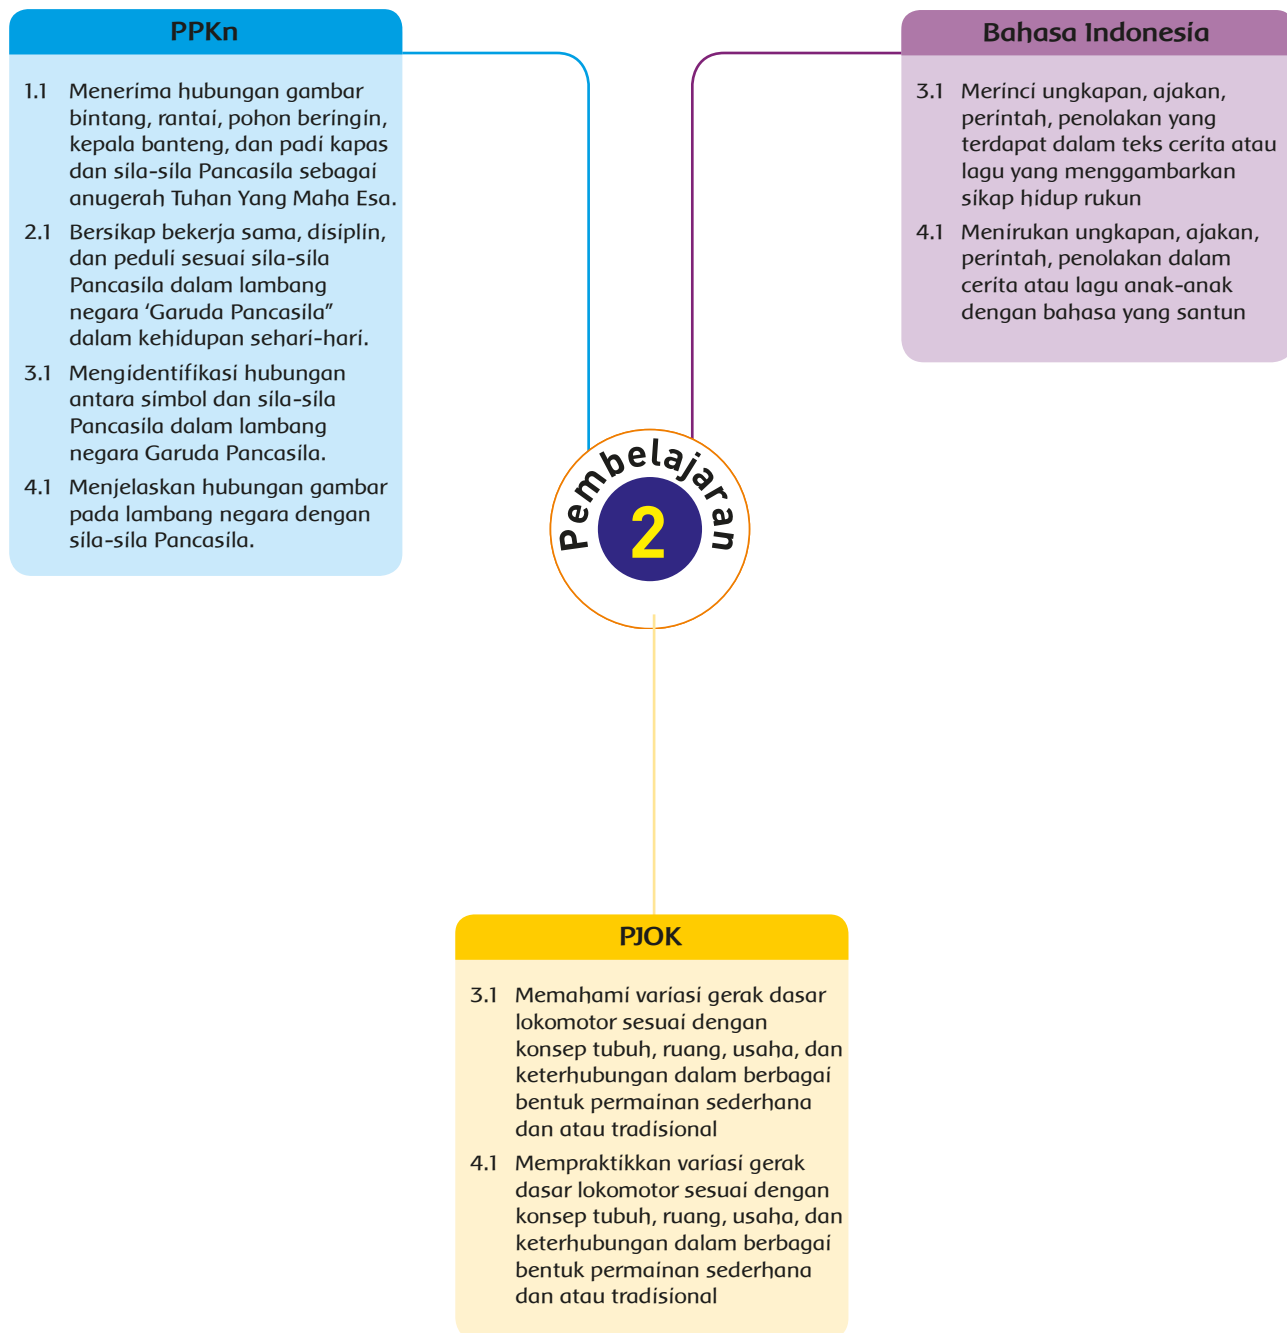 PPKn
1.1 Menerima hubungan gambar
bintang, rantai, pohon beringin,
kepala banteng, dan padi kapas
dan sila-sila Pancasila sebagai
anugerah Tuhan Yang Maha Esa.
2.1 Bersikap bekerja sama, disiplin,
dan peduli sesuai sila-sila
Pancasila dalam lambang
negara ‘Garuda Pancasila”
dalam kehidupan sehari-hari.
3.1 Mengidentifikasi hubungan
antara simbol dan sila-sila
Pancasila dalam lambang
negara Garuda Pancasila.
4.1 Menjelaskan hubungan gambar
pada lambang negara dengan
sila-sila Pancasila.
Bahasa Indonesia
3.1 Merinci ungkapan, ajakan,
perintah, penolakan yang
terdapat dalam teks cerita atau
lagu yang menggambarkan
sikap hidup rukun
4.1 Menirukan ungkapan, ajakan,
perintah, penolakan dalam
cerita atau lagu anak-anak
dengan bahasa yang santun
Pembelajaran
2
PJOK
3.1 Memahami variasi gerak dasar
lokomotor sesuai dengan
konsep tubuh, ruang, usaha, dan
keterhubungan dalam berbagai
bentuk permainan sederhana
dan atau tradisional
4.1 Mempraktikkan variasi gerak
dasar lokomotor sesuai dengan
konsep tubuh, ruang, usaha, dan
keterhubungan dalam berbagai
bentuk permainan sederhana
dan atau tradisional